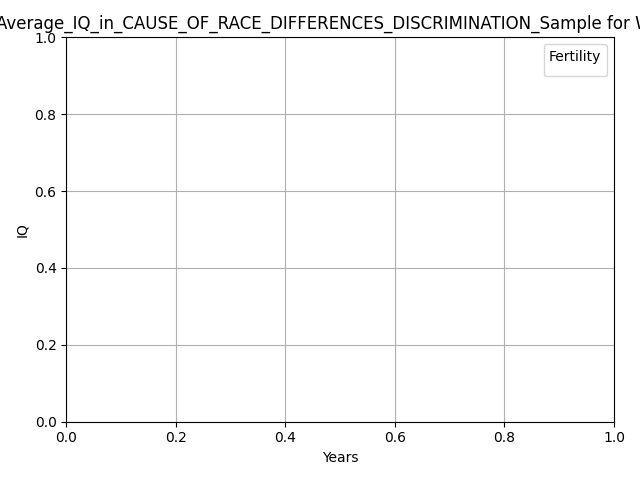 Average_IQ_in_CAUSE_OF_RACE_DIFFERENCES_DISCRIMINATION_Sample for
Fertility
1.0
0.8
0.6
0.4
0.2
0.0
IQ
0.0 0.2 0.4 0.6 0.8 1.0
Years